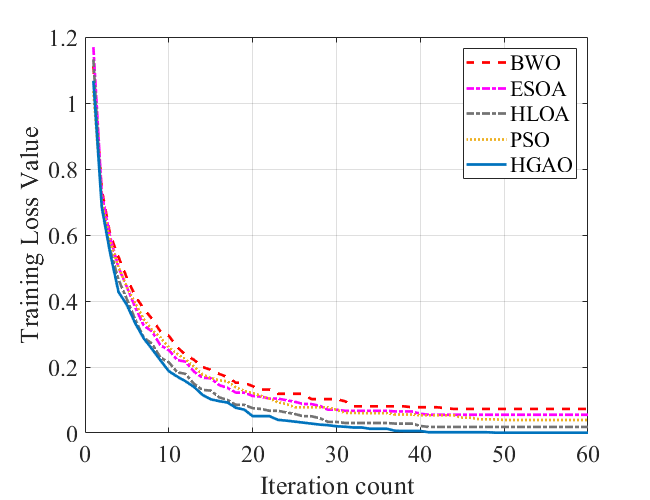 1.2
1
0.8
0.6
0.4
0.2
0
Training Loss Value
BWO
ESOA
HLOA
PSO
HGAO
0 10 20 30 40 50 60
Iteration count